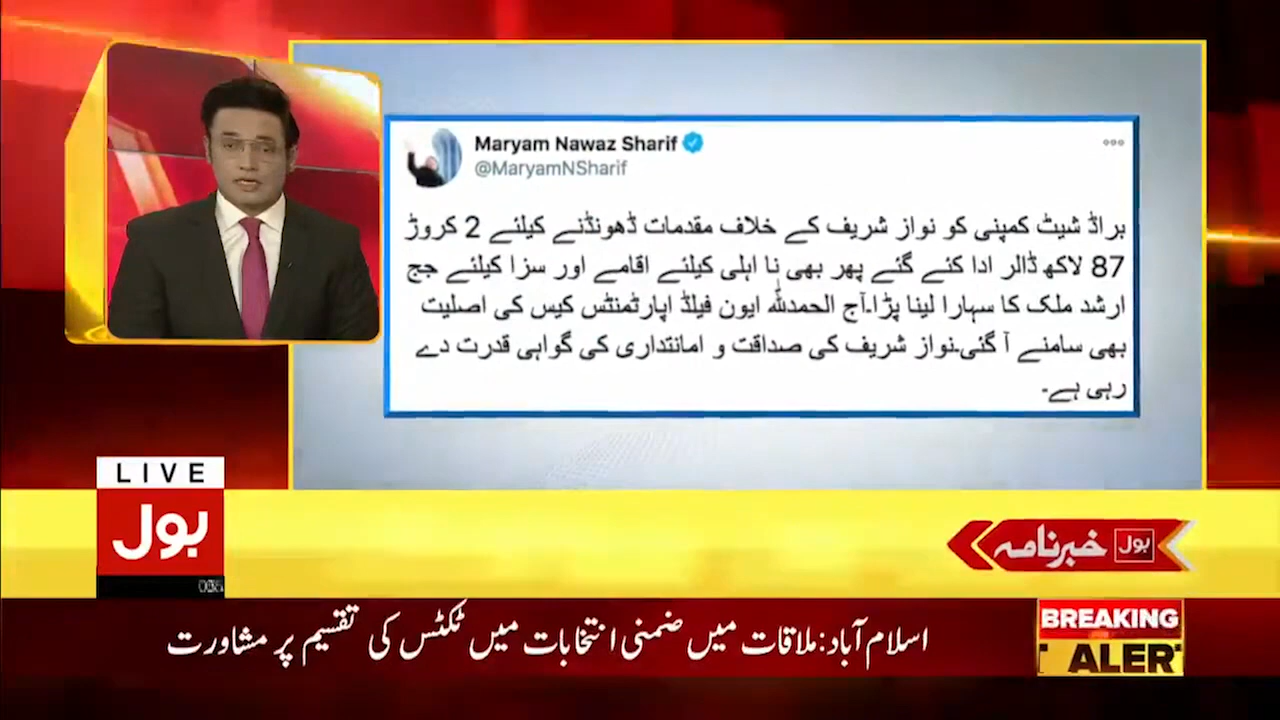 Maryam Nawaz Sharif
@MaryamNSharif
براڈ شیٹ کمپنی کو نواز شریف کے خلاف مقدمات ڈھونڈنے کیلئے 2 کروڑ
87 لاکھ ڈالر ادا کئے گئے پھر بھی نا اہلی کیلئے اقامے اور سزا کیلئے جج
ارشد ملک کا سہارا لینا پڑا۔آج الحمدللہ ایون فیلڈ اپارٹمنٹس کیس کی اصلیت
بھی سامنے آ گئی۔نواز شریف کی صداقت و امانتداری کی گواہی قدرت دے
رہی ہے۔
LIVE
بول
خبرنامہ بول
BREAKING
ALERT
اسلام آباد:ملاقات میں ضمنی انتخابات میں ٹکٹس کی تقسیم پر مشاورت